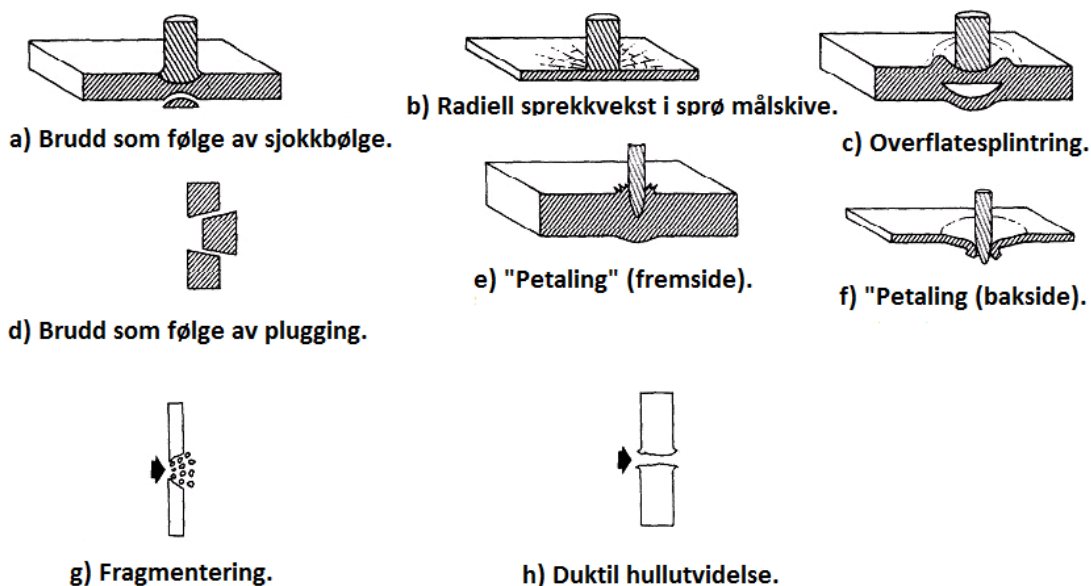 a) Brudd som følge av sjokkbølge.
b) Radiell sprekkvekst i sprø målskive.
c) Overflatesplintring.
d) Brudd som følge av plugging.
e) "Petaling" (fremside).
f) "Petaling (bakside).
g) Fragmentering.
h) Duktil hullutvidelse.